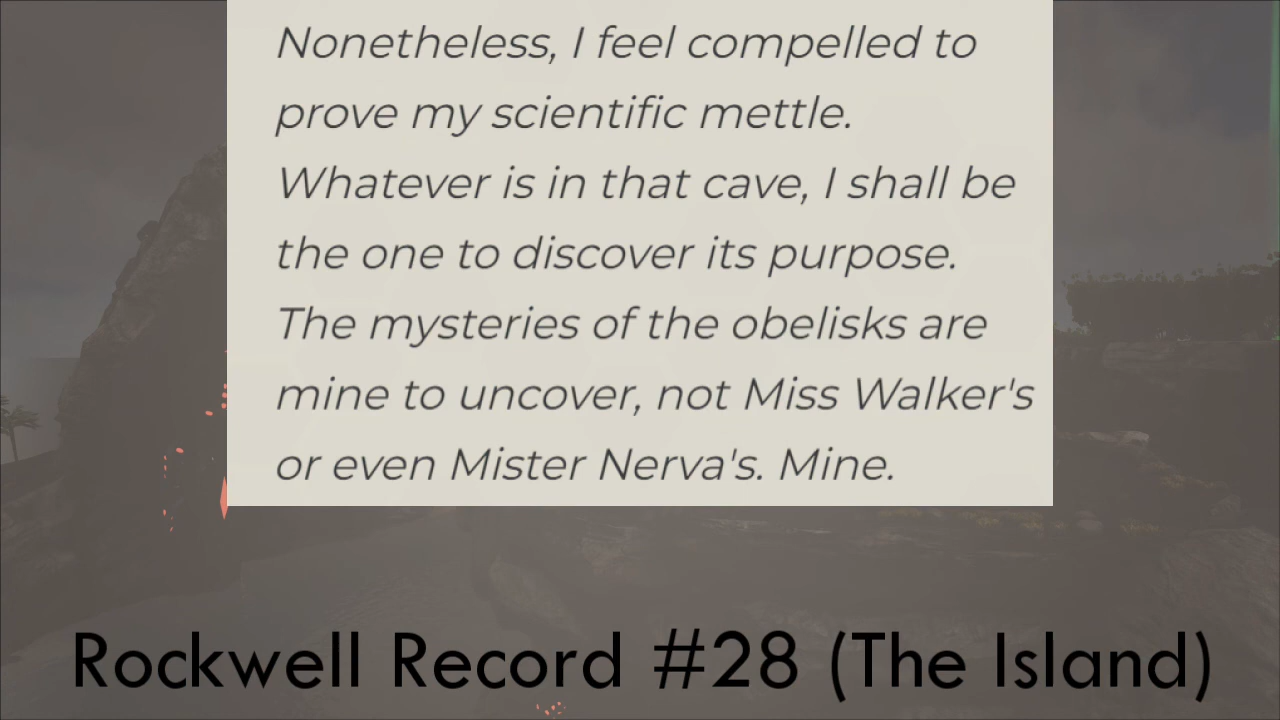 Nonetheless, I feel compelled to
prove my scientific mettle.
Whatever is in that cave, I shall be
the one to discover its purpose.
The mysteries of the obelisks are
mine to uncover, not Miss Walker's
or even Mister Nerva's. Mine.
Rockwell Record #28 (The Island)